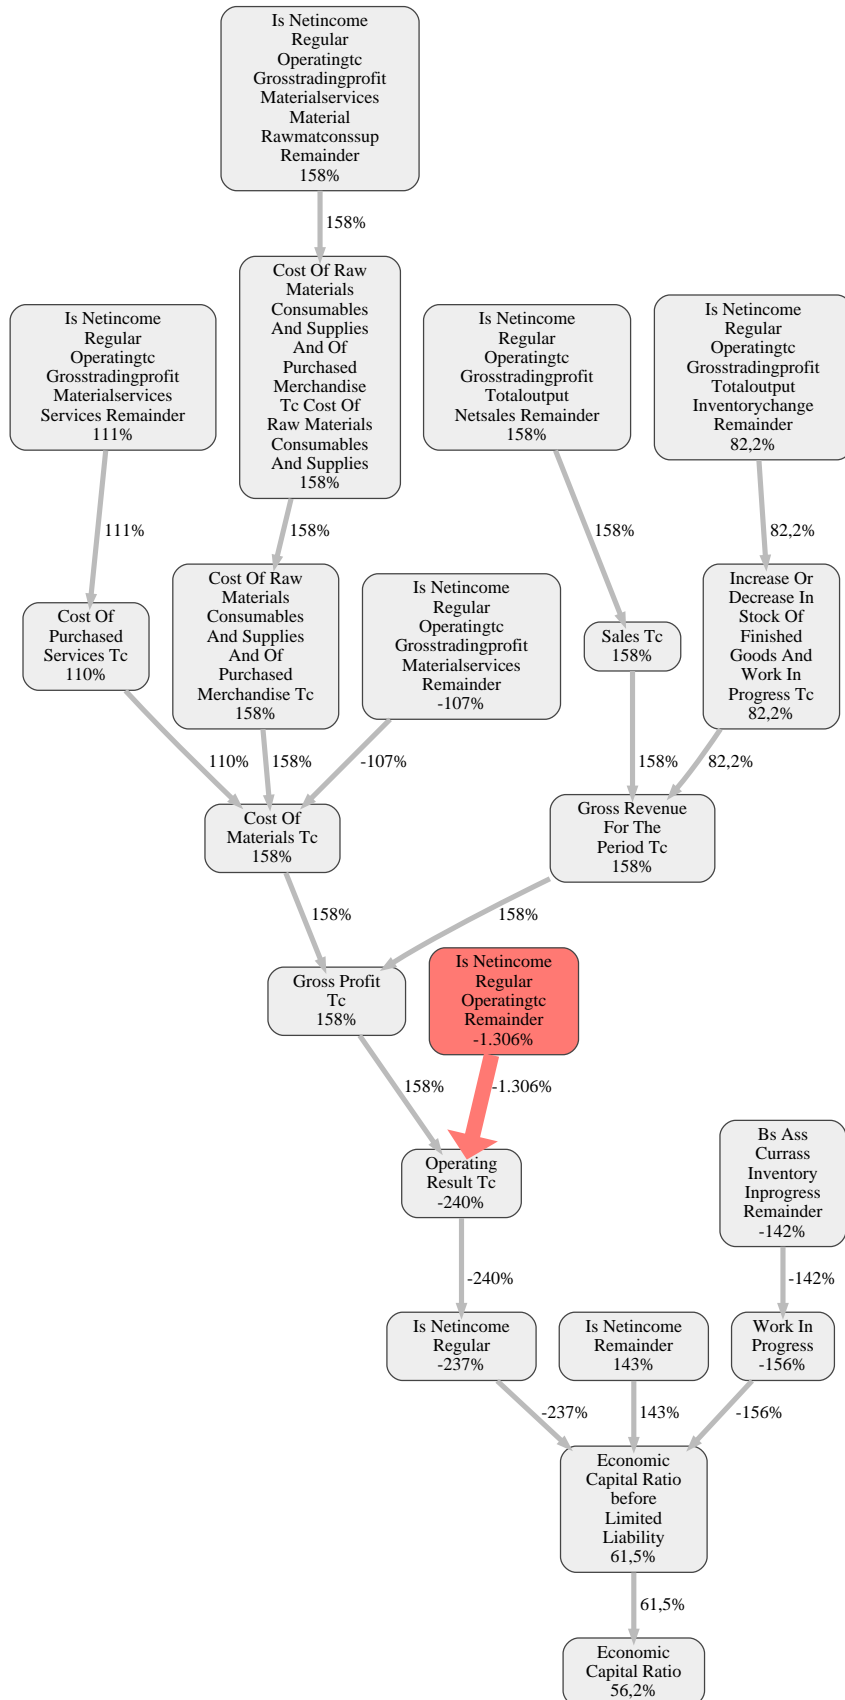 Is Netincome
Regular
Operatingtc
Grosstradingprofit
Materialservices
Material
Rawmatconssup
Remainder
158%
158%
Cost Of Raw
Materials
Consumables
And Supplies
And Of
Purchased
Merchandise
Tc Cost Of
Raw Materials
Consumables
And Supplies
158%
Is Netincome
Regular
Operatingtc
Grosstradingprofit
Materialservices
Services Remainder
111%
Is Netincome
Regular
Operatingtc
Grosstradingprofit
Totaloutput
Netsales Remainder
158%
Is Netincome
Regular
Operatingtc
Grosstradingprofit
Totaloutput
Inventorychange
Remainder
82,2%
111%
158%
158%
82,2%
Cost Of
Purchased
Services Tc
110%
Cost Of Raw
Materials
Consumables
And Supplies
And Of
Purchased
Merchandise Tc
158%
Is Netincome
Regular
Operatingtc
Grosstradingprofit
Materialservices
Remainder
-107%
Sales Tc
158%
Increase Or
Decrease In
Stock Of
Finished
Goods And
Work In
Progress Tc
82,2%
110%
158%
-107%
158%
82,2%
Cost Of
Materials Tc
158%
Gross Revenue
For The
Period Tc
158%
158%
158%
Gross Profit
Tc
158%
Is Netincome
Regular
Operatingtc
Remainder
-1.306%
158%
-1.306%
Operating
Result Tc
-240%
Bs Ass
Currass
Inventory
Inprogress
Remainder
-142%
-240%
-142%
Is Netincome
Regular
-237%
Is Netincome
Remainder
143%
Work In
Progress
-156%
-237%
143%
-156%
Economic
Capital Ratio
before
Limited
Liability
61,5%
61,5%
Economic
Capital Ratio
56,2%